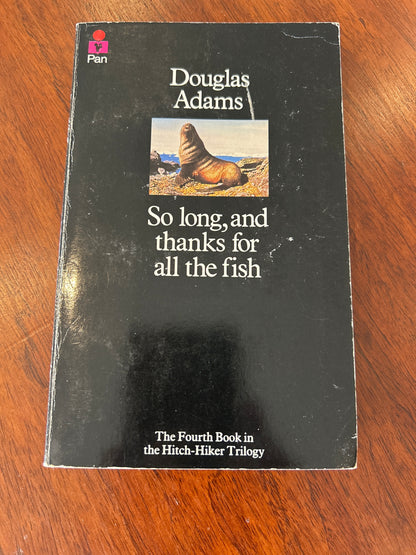 Pan
Douglas
Adams
So long, and
thanks for
all the fish
The Fourth Book in
the Hitch-Hiker Trilogy